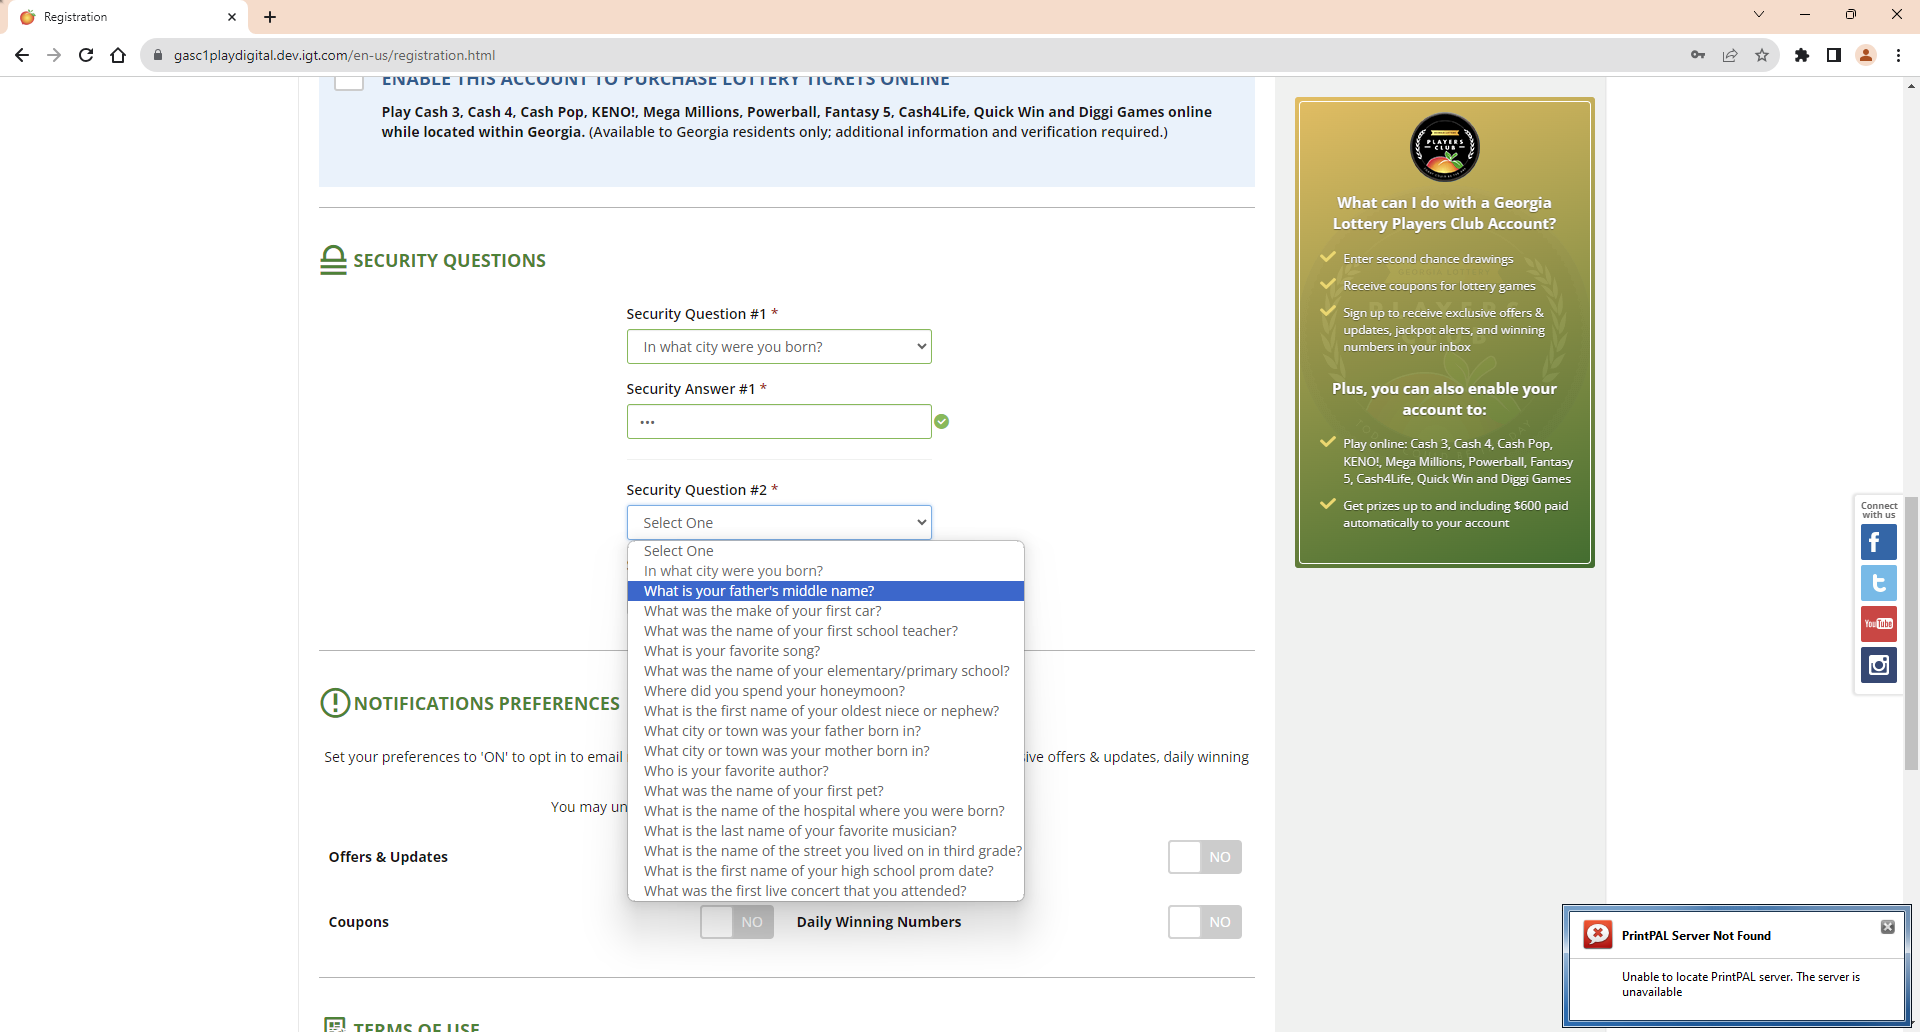 Registration
gasc1playdigital.dev.igt.com/en-us/registration.html
ENABLE THIS ACCOUNT TO PURCHASE LOTTERY TICKETS ONLINE
Play Cash 3, Cash 4, Cash Pop, KENO!, Mega Millions, Powerball, Fantasy 5, Cash4Life, Quick Win and Diggi Games online
while located within Georgia. (Available to Georgia residents only; additional information and verification required.)
SECURITY QUESTIONS
Security Question #1 *
In what city were you born?
Security Answer #1 *
•••
Security Question #2 *
Select One
Select One
In what city were you born?
What is your father's middle name?
What was the make of your first car?
What was the name of your first school teacher?
What is your favorite song?
What was the name of your elementary/primary school?
Where did you spend your honeymoon?
What is the first name of your oldest niece or nephew?
What city or town was your father born in?
What city or town was your mother born in?
Who is your favorite author?
What was the name of your first pet?
What is the name of the hospital where you were born?
What is the last name of your favorite musician?
What is the name of the street you lived on in third grade?
What is the first name of your high school prom date?
What was the first live concert that you attended?
NOTIFICATIONS PREFERENCES
Set your preferences to 'ON' to opt in to email
offers & updates, daily winning
You may
Offers & Updates
NO
Coupons
NO
Daily Winning Numbers
NO
TERMS OF USE
PLAYERS
CLUB
What can I do with a Georgia
Lottery Players Club Account?
Enter second chance drawings
Receive coupons for lottery games
Sign up to receive exclusive offers &
updates, jackpot alerts, and winning
numbers in your inbox
Plus, you can also enable your
account to:
Play online: Cash 3, Cash 4, Cash Pop,
KENO!, Mega Millions, Powerball, Fantasy
5, Cash4Life, Quick Win and Diggi Games
Get prizes up to and including $600 paid
automatically to your account
Connect
with us
YouTube
PrintPAL Server Not Found
Unable to locate PrintPAL server. The server is
unavailable